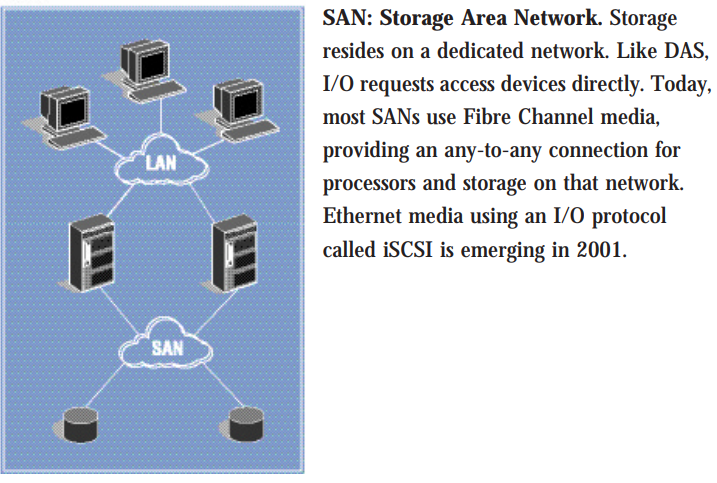 SAN: Storage Area Network. Storage
resides on a dedicated network. Like DAS,
I/O requests access devices directly. Today,
most SANs use Fibre Channel media,
providing an any-to-any connection for
processors and storage on that network.
Ethernet media using an I/O protocol
called iSCSI is emerging in 2001.
LAN
SAN